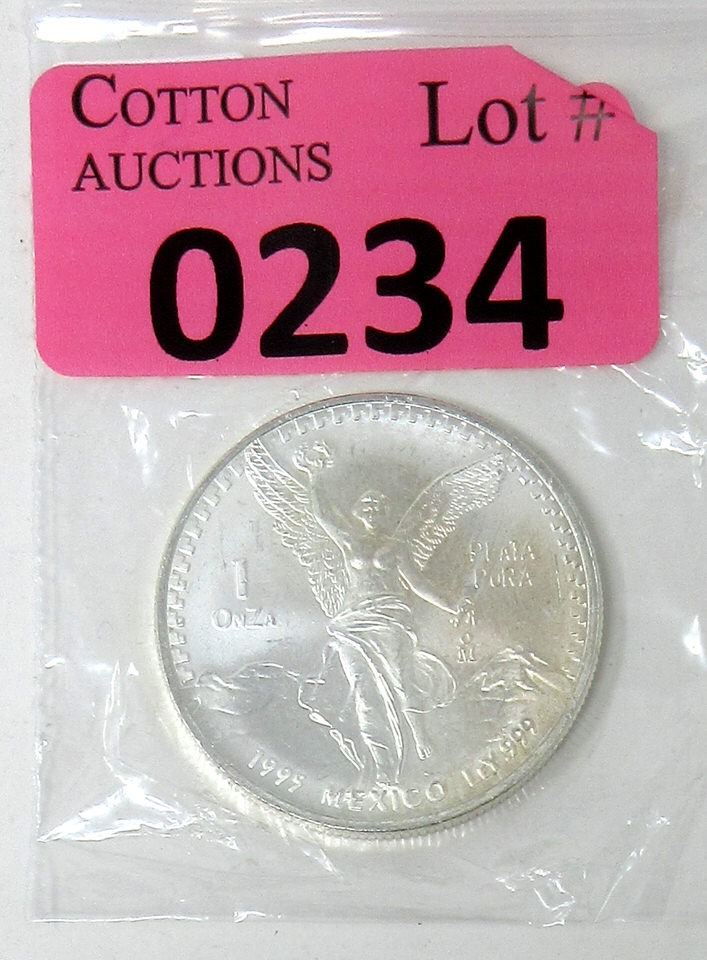 COTTON
AUCTIONS
Lot #
0234
1
ONZA
PLATA
PURA
M
1995 MEXICO LEY .999